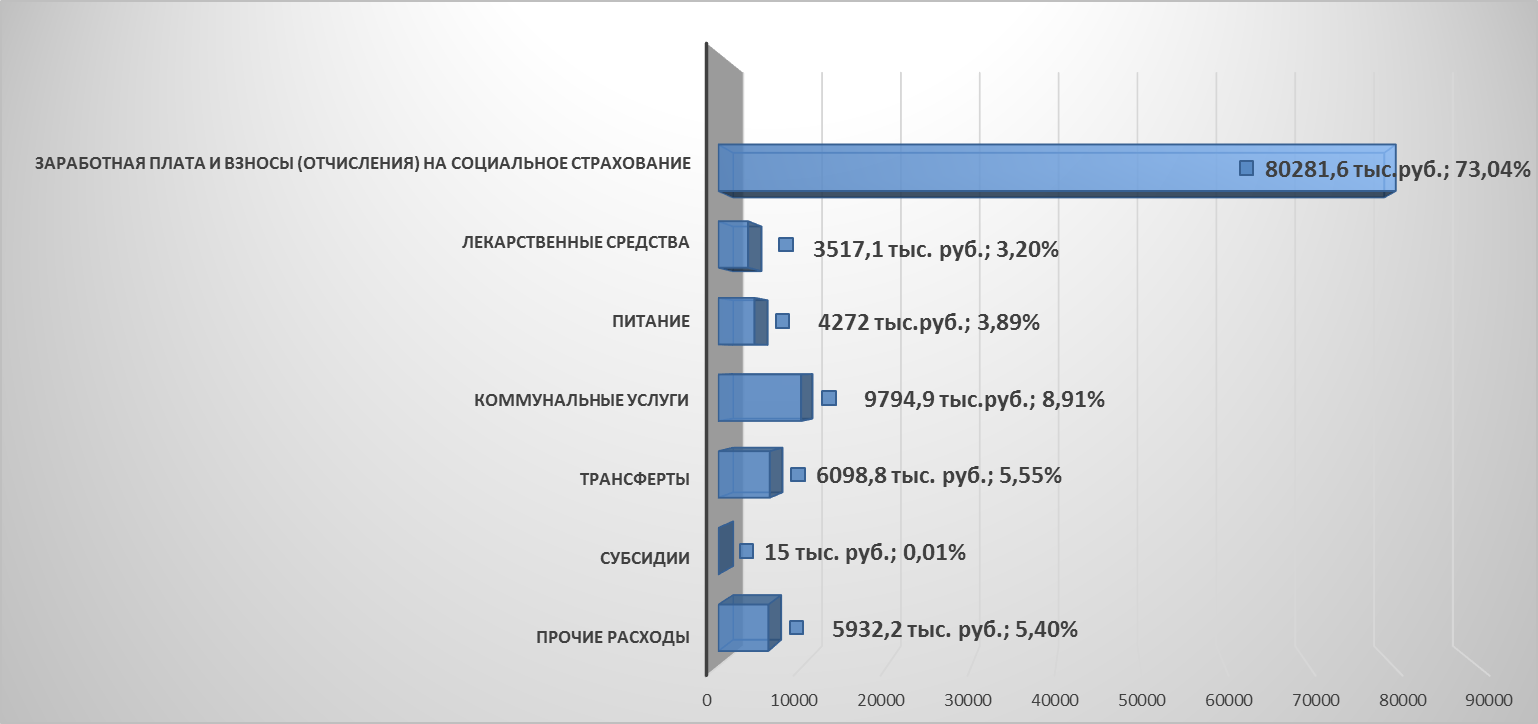 ЗАРАБОТНАЯ ПЛАТА И ВЗНОСЫ (ОТЧИСЛЕНИЯ) НА СОЦИАЛЬНОЕ СТРАХОВАНИЕ
80281,6 тыс.руб.; 73,04%
ЛЕКАРСТВЕННЫЕ СРЕДСТВА
3517,1 тыс. руб.; 3,20%
ПИТАНИЕ
4272 тыс.руб.; 3,89%
КОММУНАЛЬНЫЕ УСЛУГИ
9794,9 тыс.руб.; 8,91%
ТРАНСФЕРТЫ
6098,8 тыс. руб.; 5,55%
СУБСИДИИ
15 тыс. руб.; 0,01%
ПРОЧИЕ РАСХОДЫ
5932,2 тыс. руб.; 5,40%
0 10000 20000 30000 40000 50000 60000 70000 80000 90000